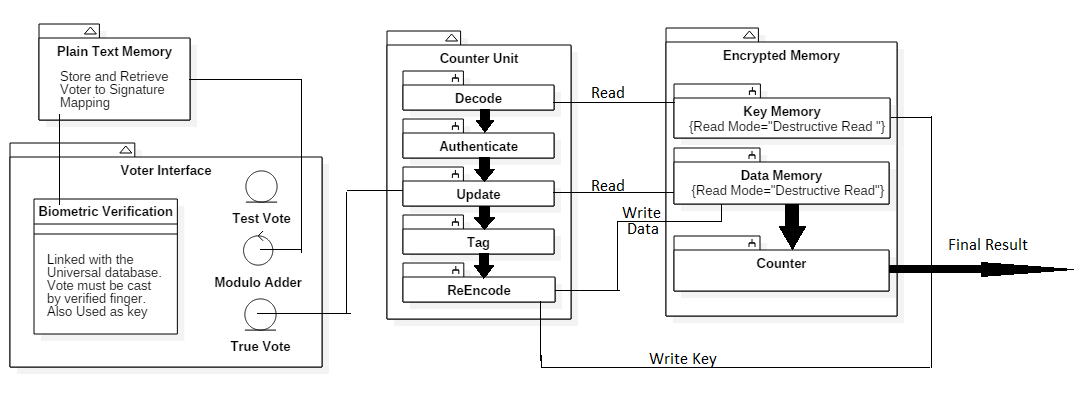 Plain Text Memory
Store and Retrieve
Voter to Signature
Mapping
Voter Interface
Biometric Verification
Linked with the
Universal database.
Vote must be cast
by verified finger.
Also Used as key
Test Vote
Modulo Adder
True Vote
Counter Unit
Decode
Authenticate
Update
Tag
ReEncode
Read
Read
Write
Data
Write Key
Encrypted Memory
Key Memory
{Read Mode="Destructive Read "}
Data Memory
{Read Mode="Destructive Read"}
Counter
Final Result